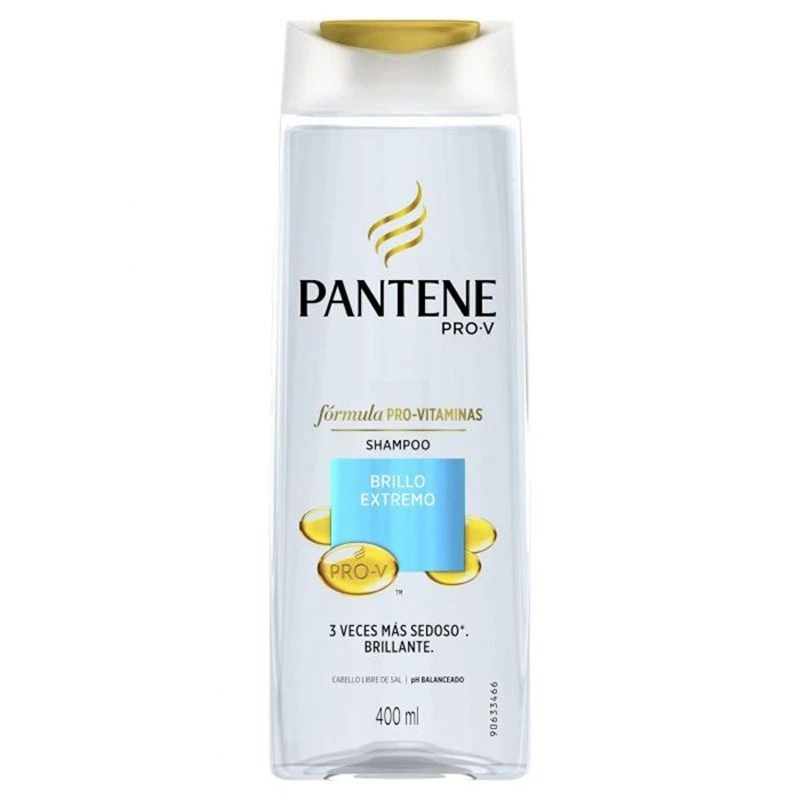 PANTENE
PRO-V
fórmula PRO-VITAMINAS
SHAMPOO
BRILLO
EXTREMO
PRO-V
™
3 VECES MÁS SEDOSO*.
BRILLANTE.
CABELLO LIBRE DE SAL | pH BALANCEADO
400 ml
90633466